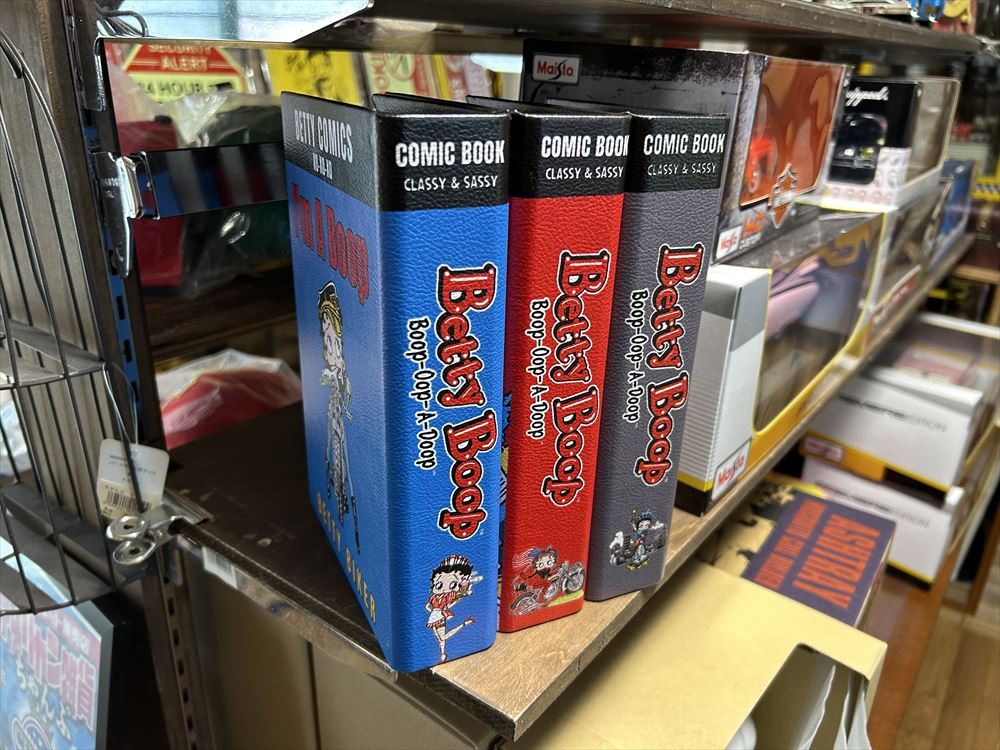 SECURITY
ALERT
24 HOUR
BETTY COMICS
I'm A Boop
BETTY BIKER
COMIC BOOK
CLASSY & SASSY
Betty Boop
Boop-Oop-A-Doop
COMIC BOOK
CLASSY & SASSY
Betty Boop
Boop-Oop-A-Doop
COMIC BOOK
CLASSY & SASSY
Betty Boop
Boop-Oop-A-Doop
Maisto
Maisto
Maisto
EDITION
ASHTRAY